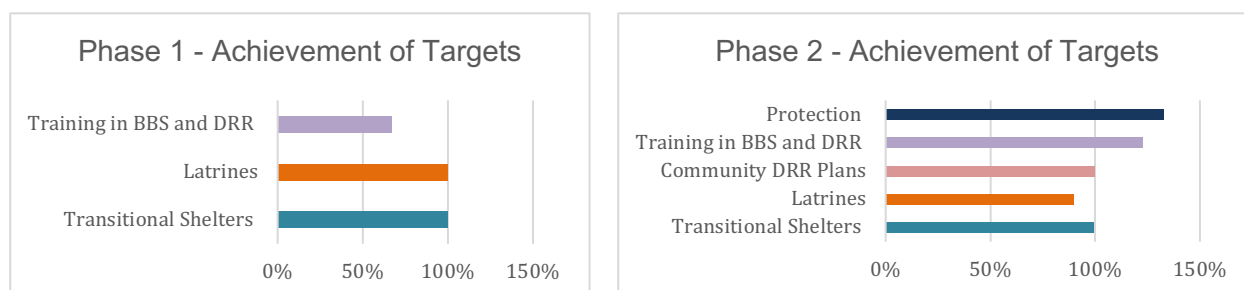 Phase 1 - Achievement of Targets
Training in BBS and DRR
Latrines
Transitional Shelters
0% 50% 100% 150%
Phase 2 - Achievement of Targets
Protection
Training in BBS and DRR
Community DRR Plans
Latrines
Transitional Shelters
0% 50% 100% 150%